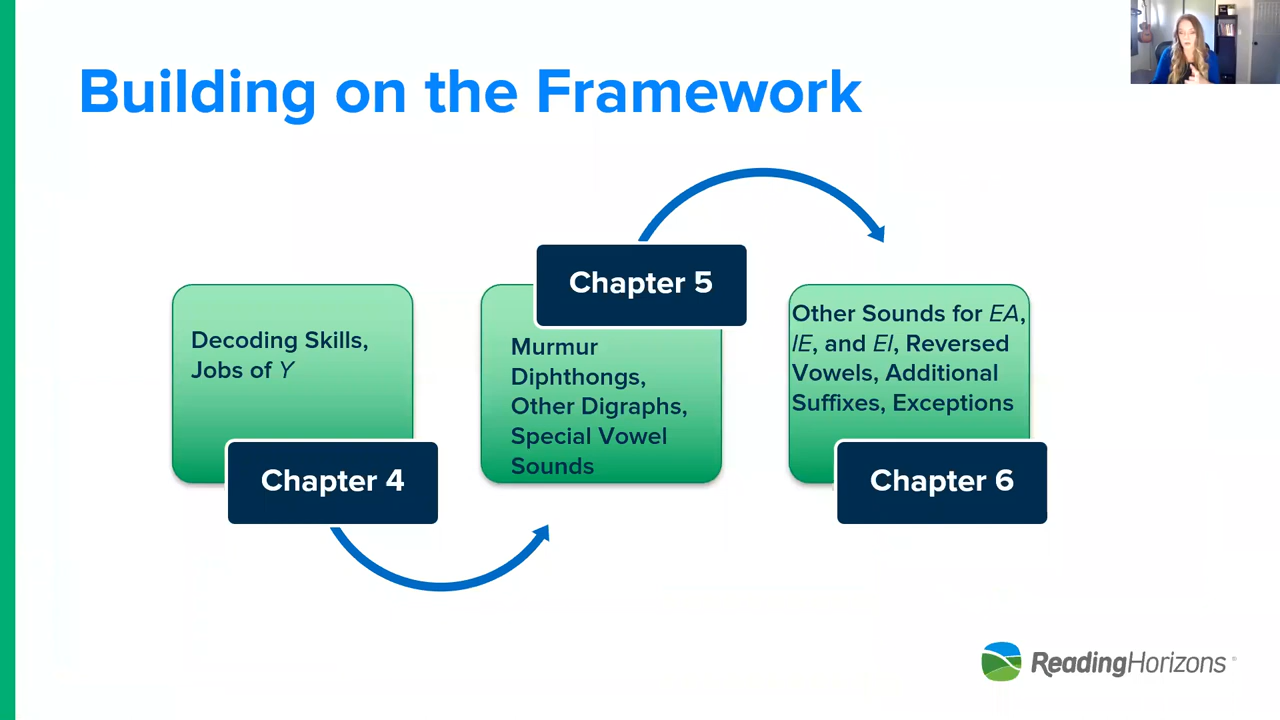 Building on the Framework
Decoding Skills,
Jobs of Y
Chapter 4
Chapter 5
Murmur
Diphthongs,
Other Digraphs,
Special Vowel
Sounds
Other Sounds for EA,
IE, and EI, Reversed
Vowels, Additional
Suffixes, Exceptions
Chapter 6
ReadingHorizons®